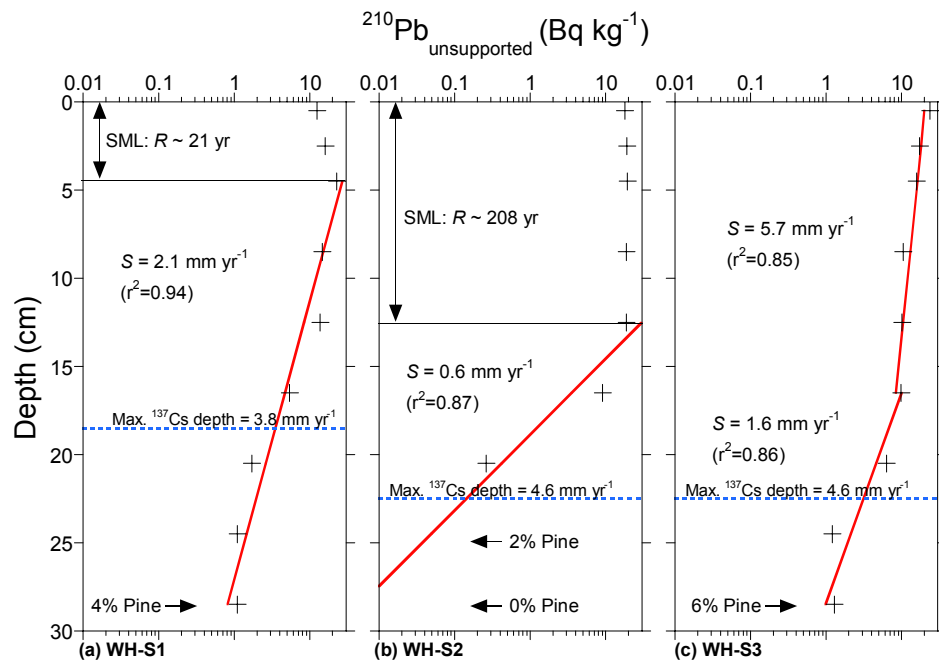 ²¹⁰Pb_unsupported (Bq kg⁻¹)
0.01 0.1 1 10 0.01 0.1 1 10 0.01 0.1 1 10
Depth (cm)
0
5
10
15
20
25
30
SML: R ~ 21 yr
S = 2.1 mm yr⁻¹
(r²=0.94)
Max. ¹³⁷Cs depth = 3.8 mm yr⁻¹
4% Pine
(a) WH-S1
SML: R ~ 208 yr
S = 0.6 mm yr⁻¹
(r²=0.87)
Max. ¹³⁷Cs depth = 4.6 mm yr⁻¹
2% Pine
0% Pine
(b) WH-S2
S = 5.7 mm yr⁻¹
(r²=0.85)
S = 1.6 mm yr⁻¹
(r²=0.86)
Max. ¹³⁷Cs depth = 4.6 mm yr⁻¹
6% Pine
(c) WH-S3